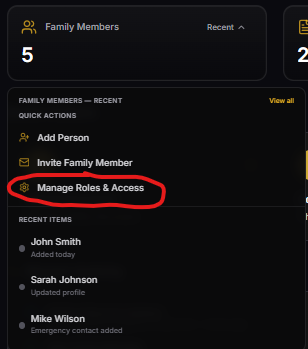 Family Members
Recent
5
2
FAMILY MEMBERS — RECENT
View all
QUICK ACTIONS
Add Person
Invite Family Member
Manage Roles & Access
RECENT ITEMS
John Smith
Added today
Sarah Johnson
Updated profile
Mike Wilson
Emergency contact added